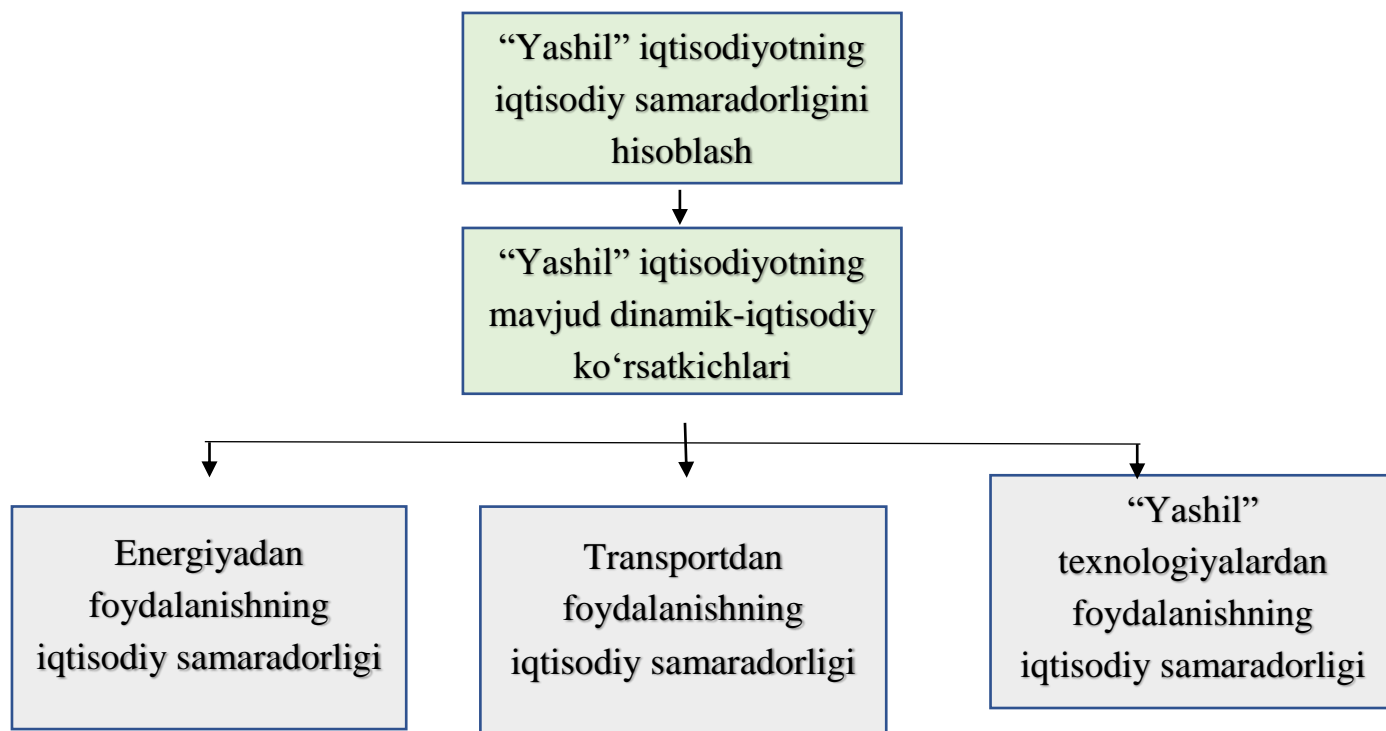 “Yashil” iqtisodiyotning
iqtisodiy samaradorligini
hisoblash
“Yashil” iqtisodiyotning
mavjud dinamik-iqtisodiy
ko‘rsatkichlari
Energiyadan
foydalanishning
iqtisodiy samaradorligi
Transportdan
foydalanishning
iqtisodiy samaradorligi
“Yashil”
texnologiyalardan
foydalanishning
iqtisodiy samaradorligi